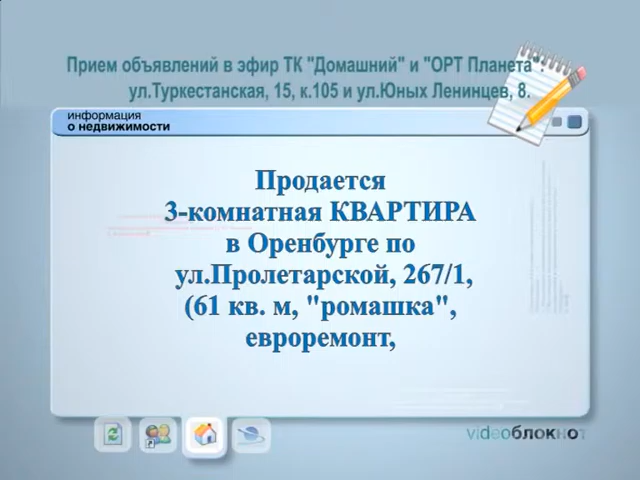 Прием объявлений в эфир ТК "Домашний" и "ОРТ Планета":
ул.Туркестанская, 15, к.105 и ул.Юных Ленинцев, 8.
информация
о недвижимости
Продается
3-комнатная КВАРТИРА
в Оренбурге по
ул.Пролетарской, 267/1,
(61 кв. м, "ромашка",
евроремонт,
videоблокнот